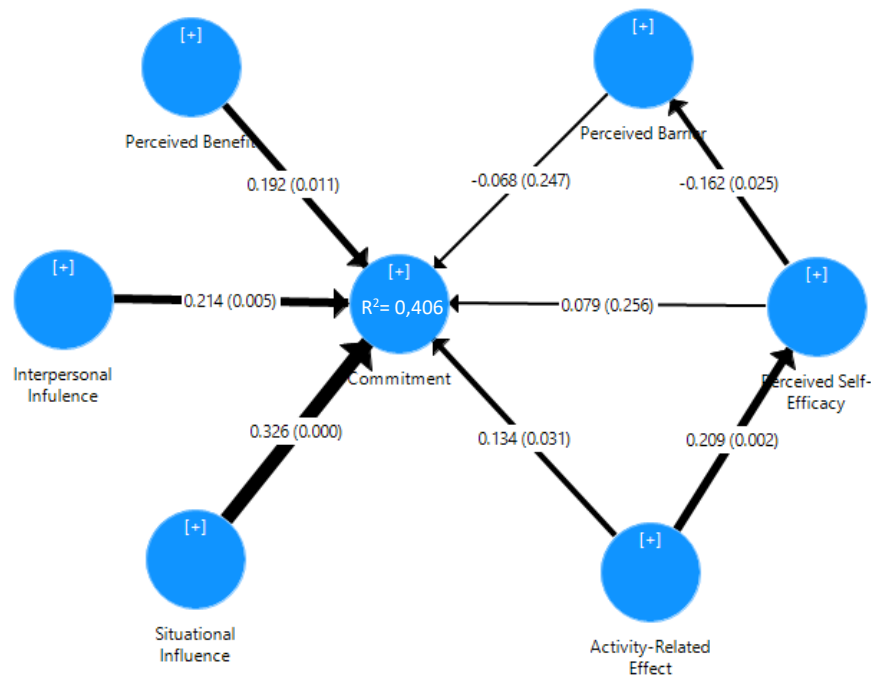 [+]
Perceived Benefit
[+]
Perceived Barrier
0.192 (0.011)
-0.068 (0.247)
-0.162 (0.025)
[+]
Interpersonal
Infulence
0.214 (0.005)
[+]
R²= 0,406
Commitment
0.079 (0.256)
[+]
Perceived Self-
Efficacy
0.326 (0.000)
0.134 (0.031)
0.209 (0.002)
[+]
Situational
Influence
[+]
Activity-Related
Effect